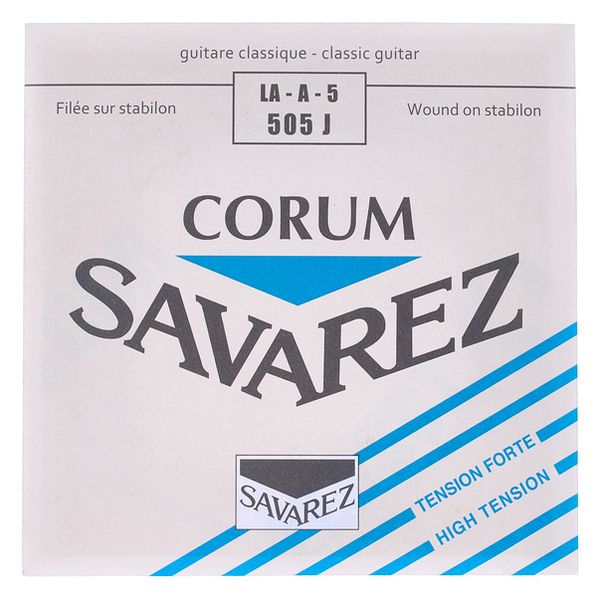 guitare classique - classic guitar
Filée sur stabilon
LA - A - 5
505 J
Wound on stabilon
CORUM
SAVAREZ
SAVAREZ
TENSION FORTE
HIGH TENSION